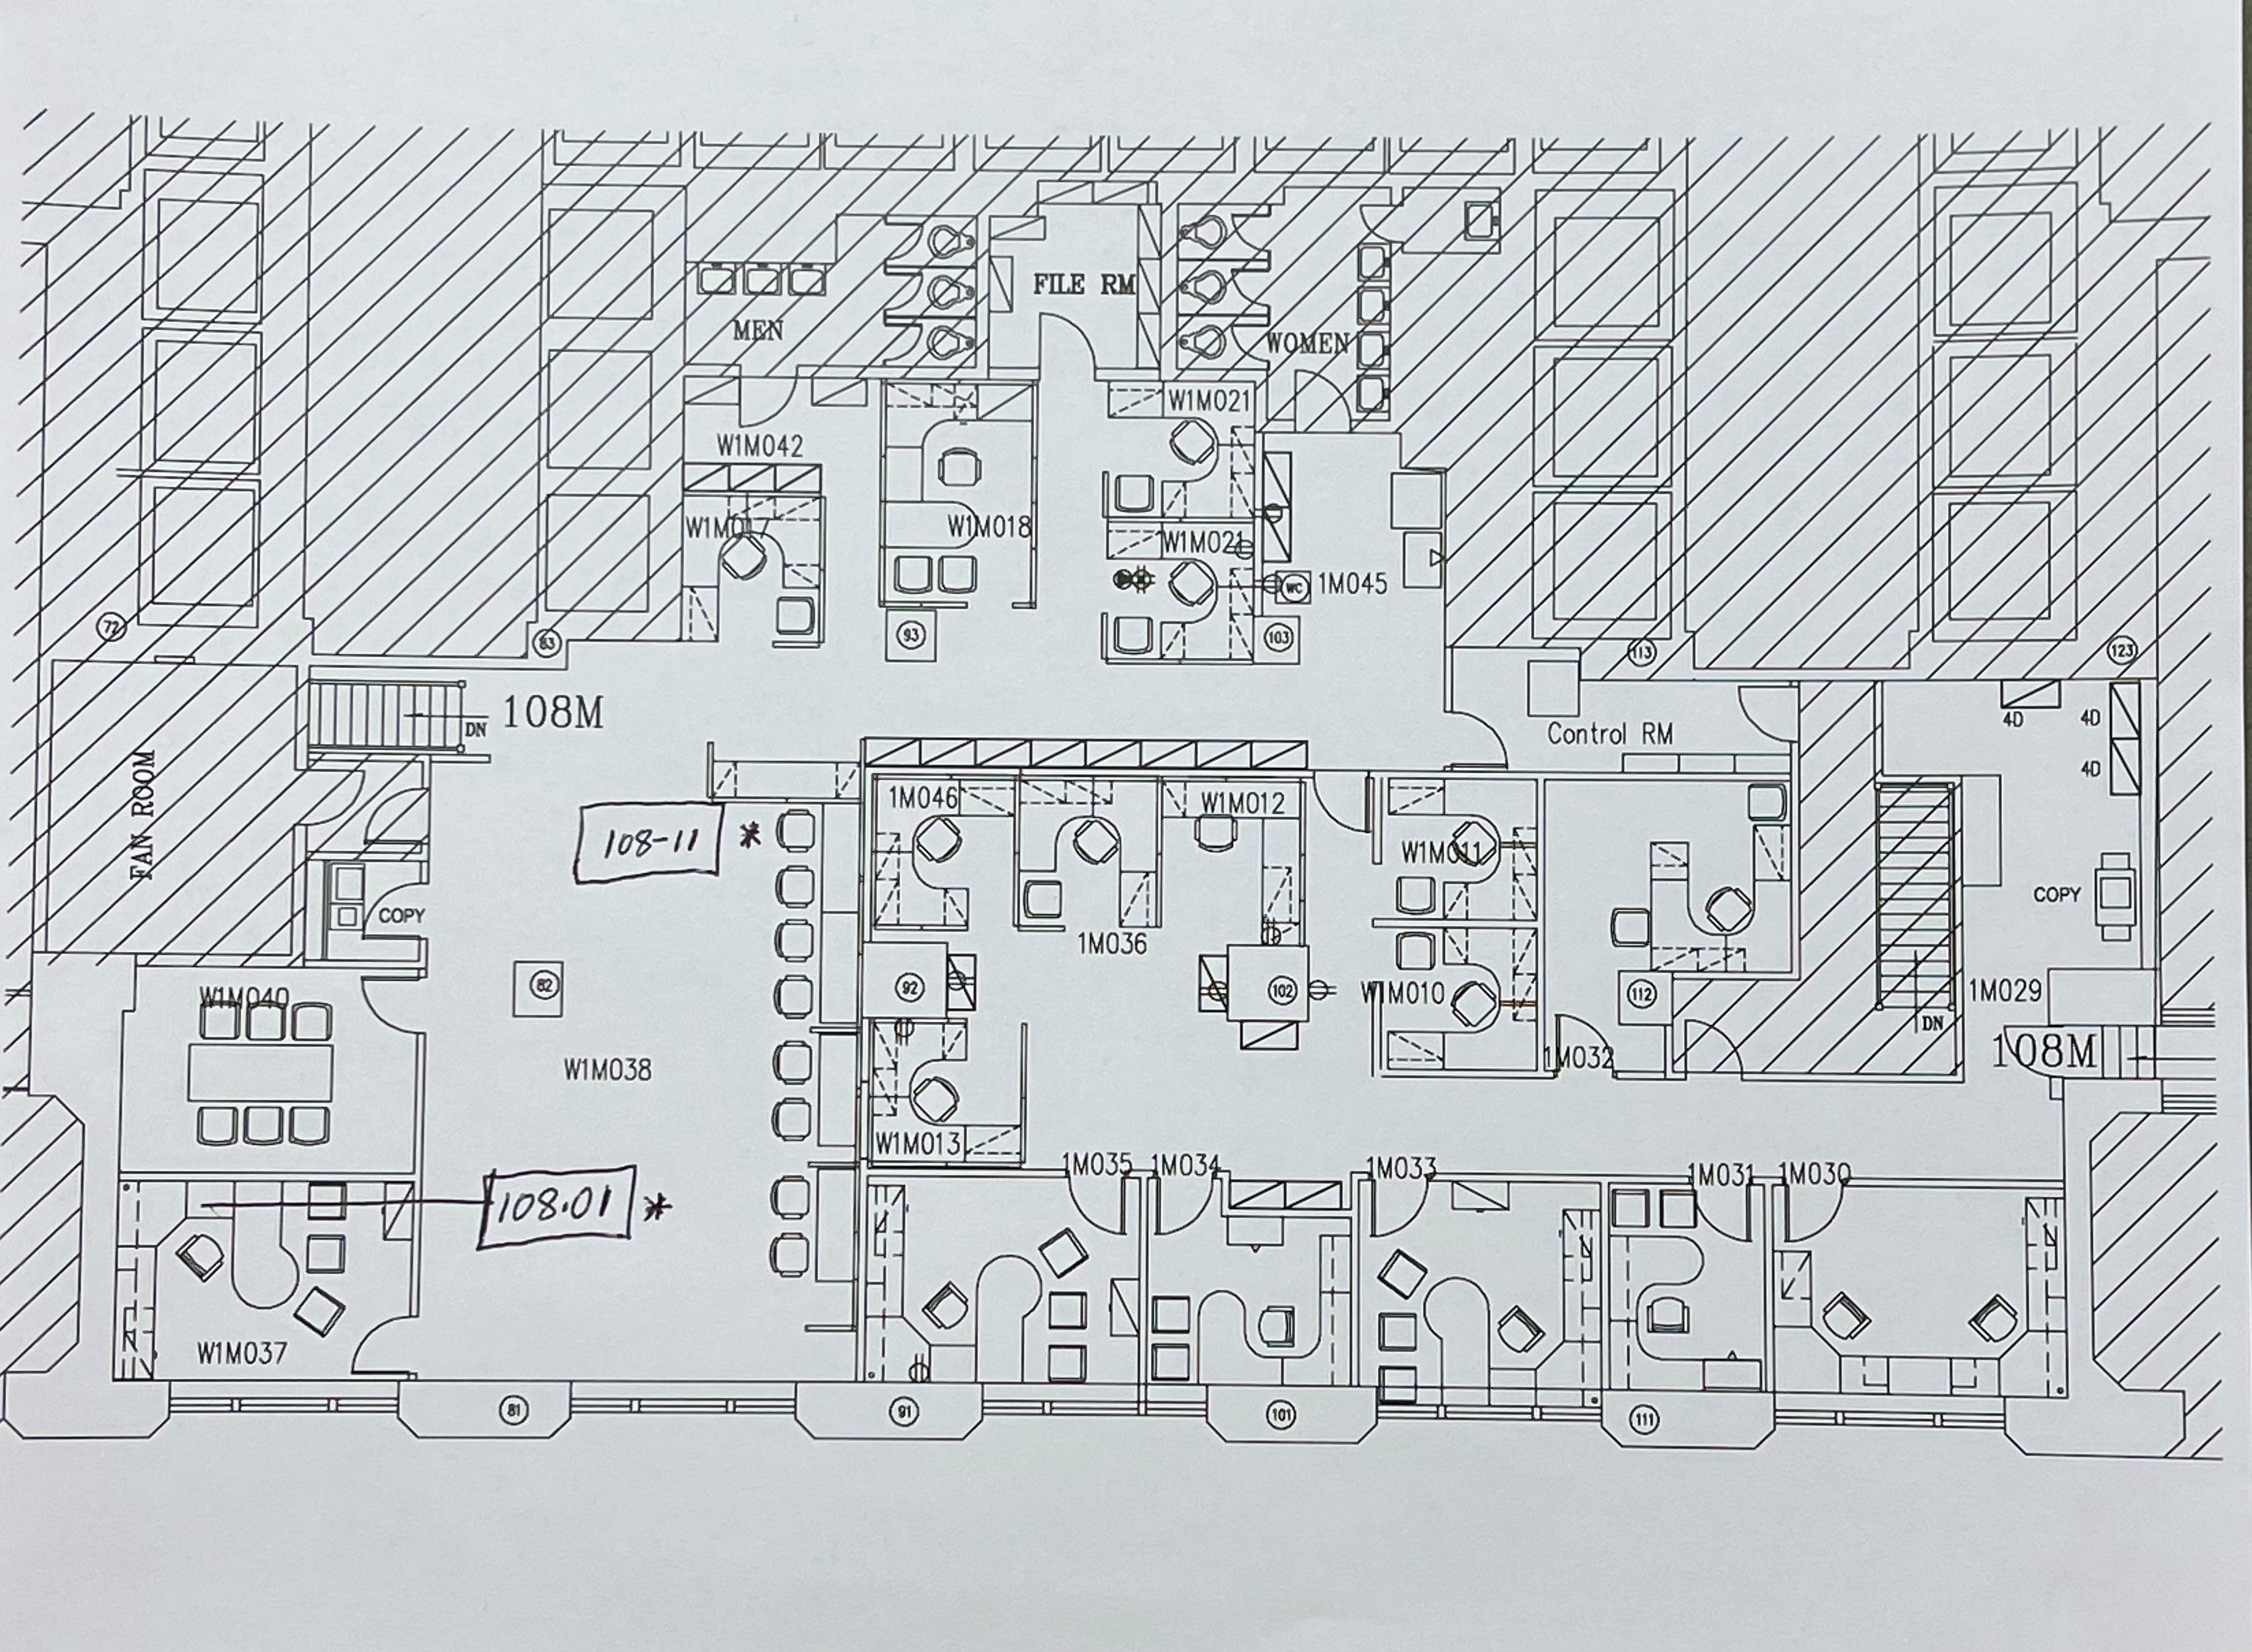 FILE RM
MEN
WOMEN
W1M021
W1M042
W1M017
W1M018
W1M021
WC
1M045
72
83
93
103
113
123
108M
DN
Control RM
4D
4D
4D
FAN ROOM
1M046
W1M012
108-11 *
W1M011
COPY
COPY
1M036
82
92
102
W1M010
112
1M029
W1M040
DN
108M
W1M038
1M032
W1M013
1M035
1M034
1M033
1M031
1M030
108.01 *
W1M037
81
91
101
111